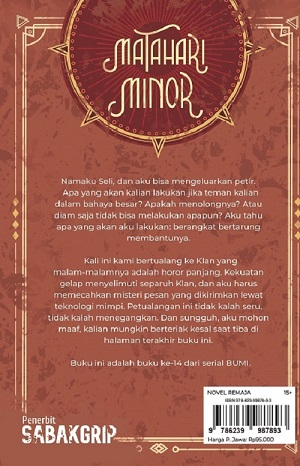 MATAHARI
MINOR
Namaku Seli, dan aku bisa mengeluarkan petir.
Apa yang akan kalian lakukan jika teman kalian
dalam bahaya besar? Apakah menolongnya? Atau
diam saja tidak bisa melakukan apapun? Aku tahu
apa yang akan aku lakukan: berangkat bertarung
membantunya.
Kali ini kami bertualang ke Klan yang
malam-malamnya adalah horor panjang. Kekuatan
gelap menyelimuti separuh Klan, dan aku harus
memecahkan misteri pesan yang dikirimkan lewat
teknologi mimpi. Petualangan ini tidak kalah seru,
tidak kalah menegangkan. Dan sungguh, aku mohon
maaf, kalian mungkin berteriak kesal saat tiba di
halaman terakhir buku ini.
Buku ini adalah buku ke-14 dari serial BUMI.
Penerbit
SABAKGRIP
NOVEL REMAJA 15+
9 786239 987893
Harga P. Jawa: Rp95.000